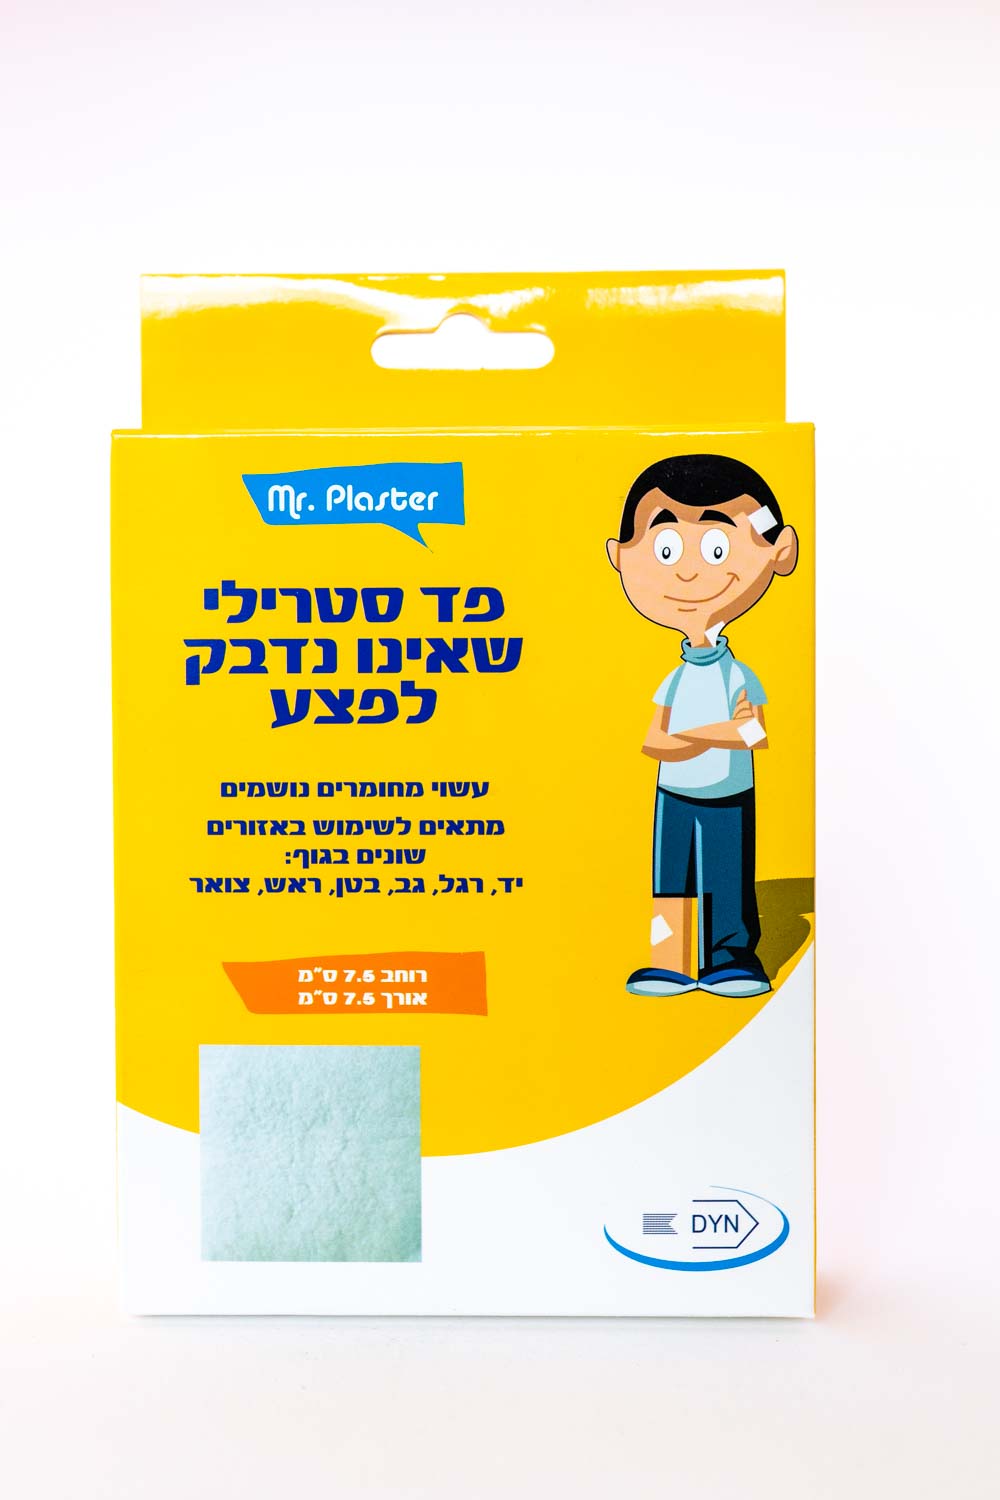 Mr. Plaster
פד סטרילי
שאינו נדבק
לפצע
עשוי מחומרים נושמים
מתאים לשימוש באזורים
שונים בגוף:
יד, רגל, גב, בטן, ראש, צואר
רוחב 7.5 ס"מ
אורך 7.5 ס"מ
DYN